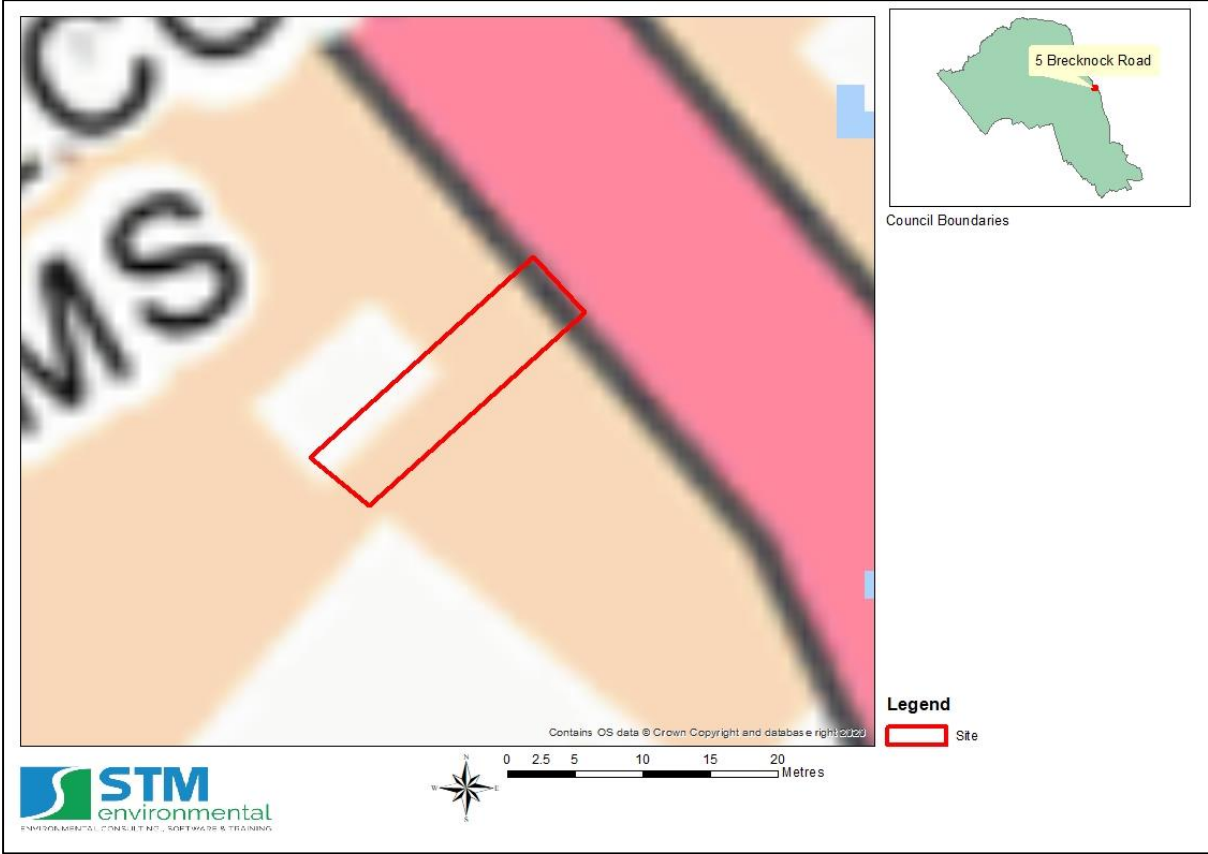 MS
5 Brecknock Road
Council Boundaries
Contains OS data © Crown Copyright and database right
Legend
Site
N
W E
S
0 2.5 5 10 15 20
Metres
STM
environmental
ENVIRONMENTAL CONSULTING, SOFTWARE & TRAINING